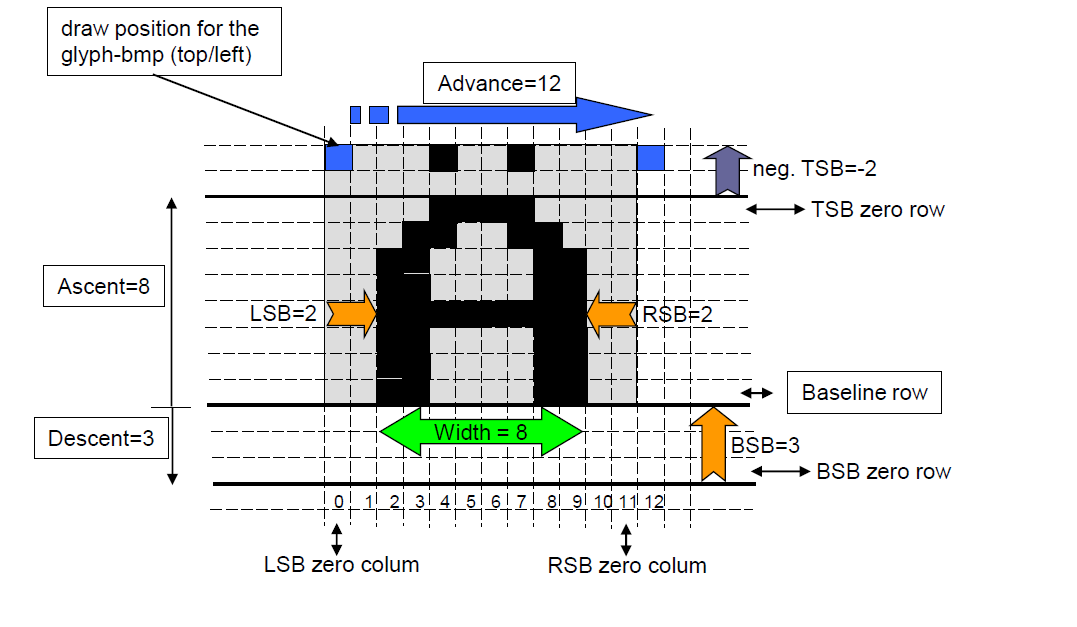 draw position for the
glyph-bmp (top/left)
Advance=12
neg. TSB=-2
TSB zero row
Ascent=8
LSB=2
RSB=2
Baseline row
Descent=3
Width = 8
BSB=3
BSB zero row
0 1 2 3 4 5 6 7 8 9 10 11 12
LSB zero colum
RSB zero colum